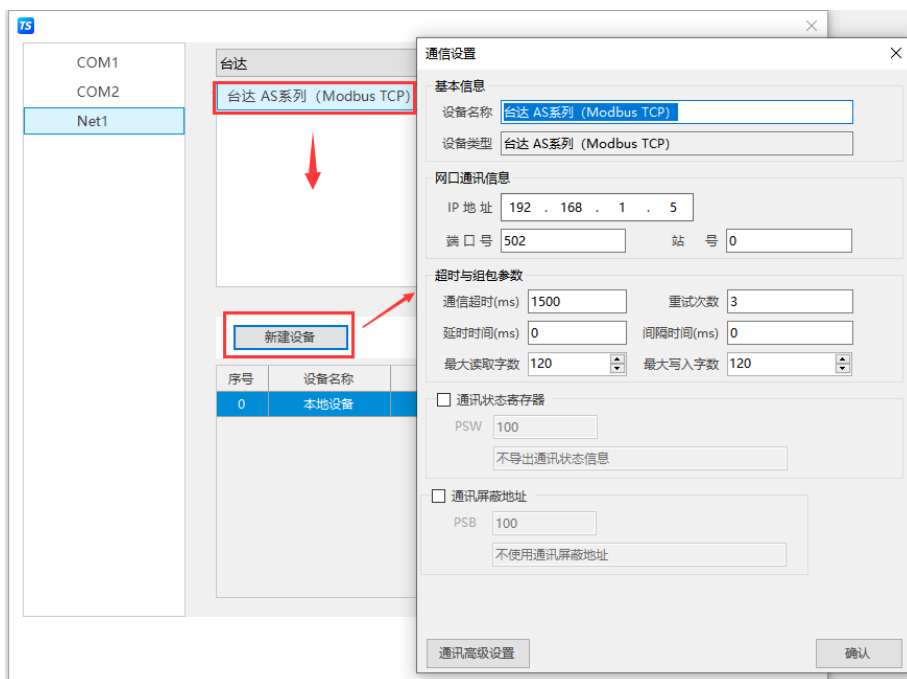 TS
COM1
COM2
Net1
台达
台达 AS系列（Modbus TCP）
新建设备
序号 设备名称
0 本地设备
通信设置
基本信息
设备名称 台达 AS系列（Modbus TCP）
设备类型 台达 AS系列（Modbus TCP）
网口通讯信息
IP 地 址 192 . 168 . 1 . 5
端 口 号 502 站 号 0
超时与组包参数
通信超时(ms) 1500 重试次数 3
延时时间(ms) 0 间隔时间(ms) 0
最大读取字数 120 最大写入字数 120
通讯状态寄存器
PSW 100
不导出通讯状态信息
通讯屏蔽地址
PSB 100
不使用通讯屏蔽地址
通讯高级设置 确认